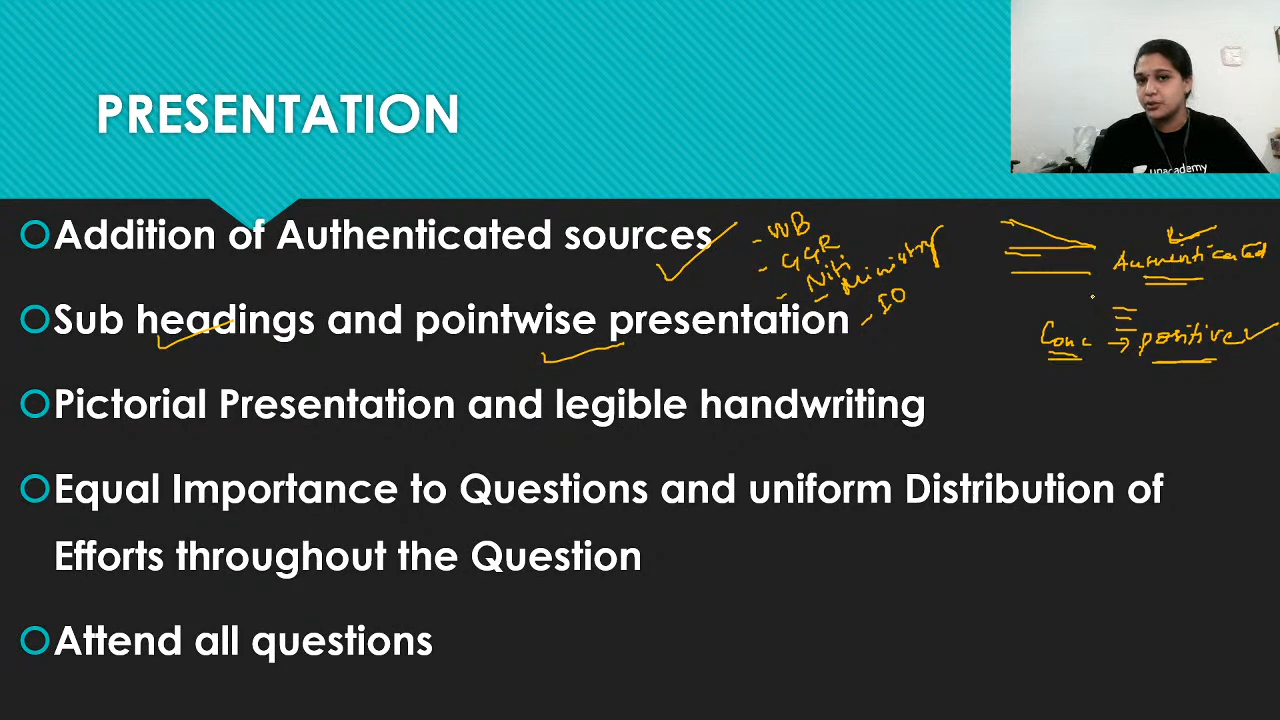 PRESENTATION
unacademy
Addition of Authenticated sources
- WB
- GGR
- Niti
- Ministry
- IO
Authenticated
Sub headings and pointwise presentation
Conc → positive
Pictorial Presentation and legible handwriting
Equal Importance to Questions and uniform Distribution of
Efforts throughout the Question
Attend all questions